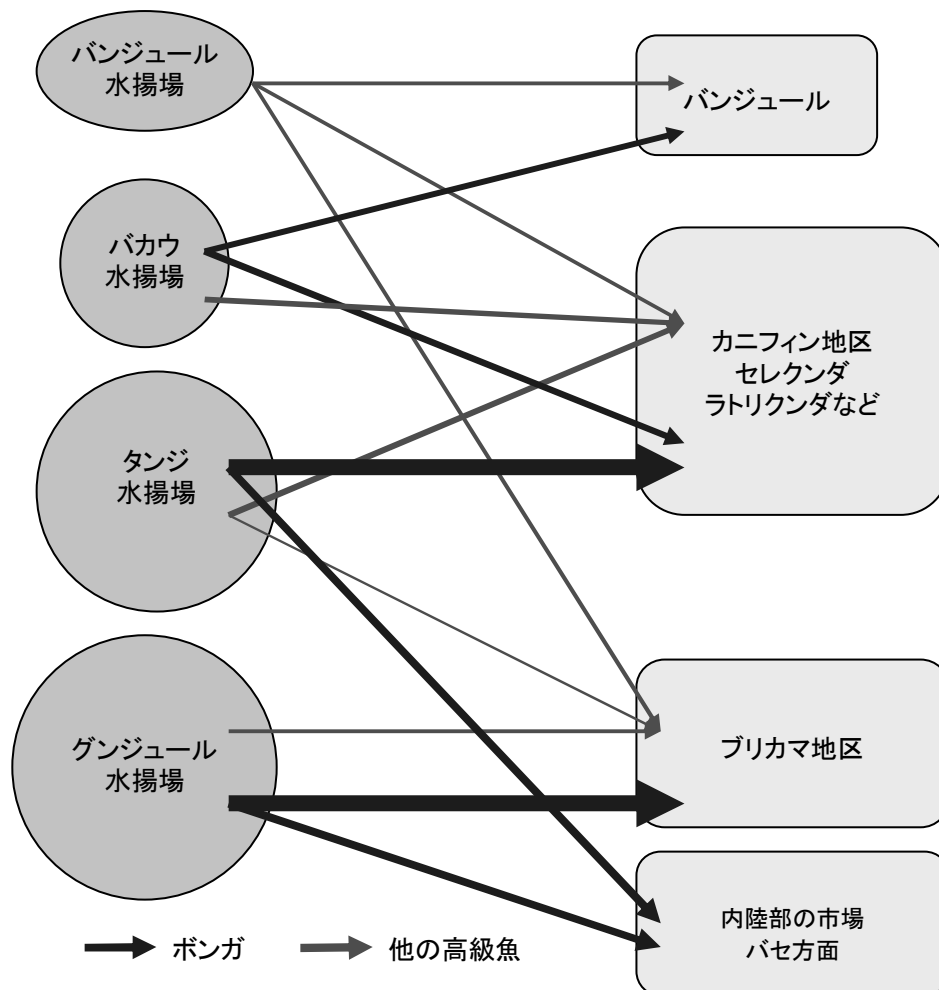 バンジュール
水揚場
バンジュール
バカウ
水揚場
カニフィン地区
セレクンダ
ラトリクンダなど
タンジ
水揚場
グンジュール
水揚場
ブリカマ地区
内陸部の市場
バセ方面
ボンガ
他の高級魚